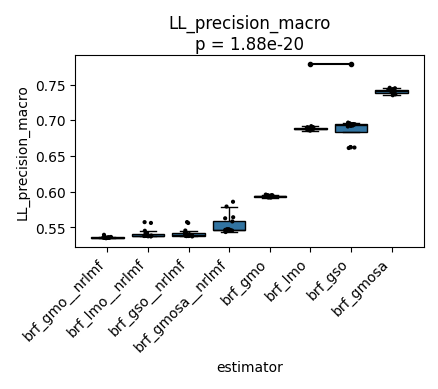 LL_precision_macro
p = 1.88e-20
LL_precision_macro
0.75
0.70
0.65
0.60
0.55
brf_gmo__nrlmf
brf_lmo__nrlmf
brf_gso__nrlmf
brf_gmosa__nrlmf
brf_gmo
brf_lmo
brf_gso
brf_gmosa
estimator